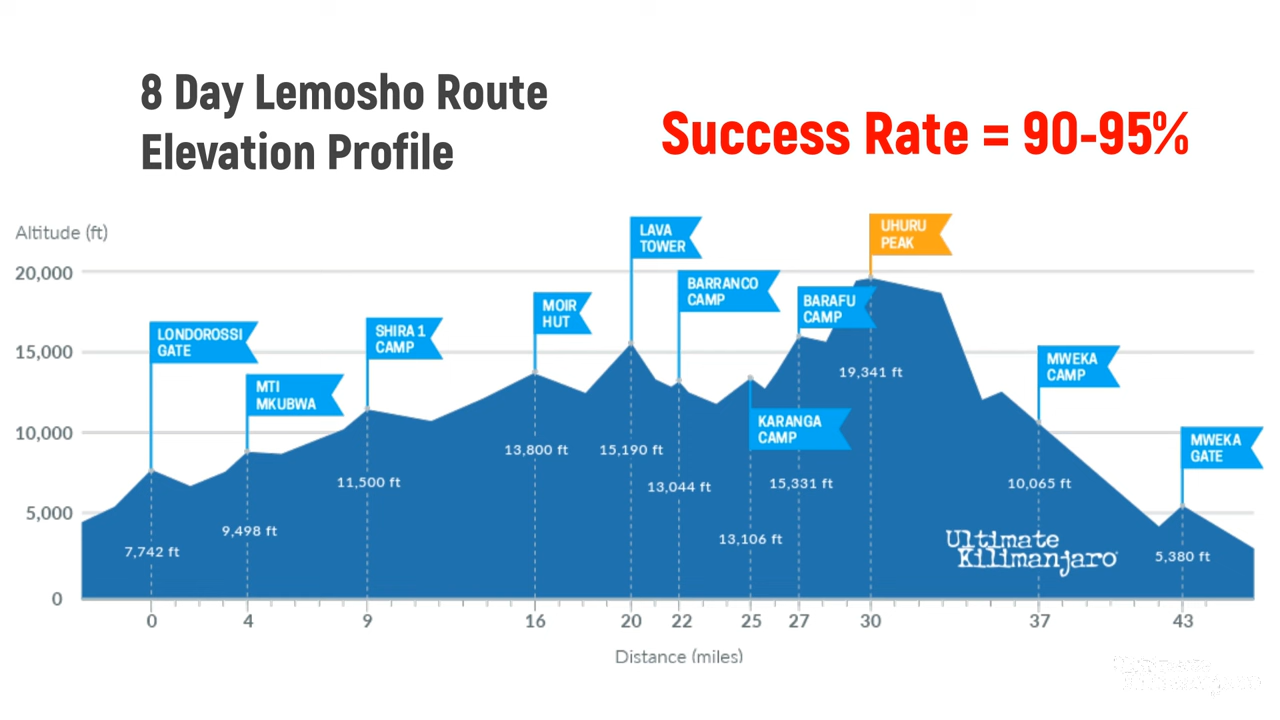 8 Day Lemosho Route
Elevation Profile
Success Rate = 90-95%
Altitude (ft)
20,000
15,000
10,000
5,000
0
LONDOROSSI
GATE
MTI
MKUBWA
SHIRA 1
CAMP
MOIR
HUT
LAVA
TOWER
BARRANCO
CAMP
KARANGA
CAMP
BARAFU
CAMP
UHURU
PEAK
MWEKA
CAMP
MWEKA
GATE
7,742 ft
9,498 ft
11,500 ft
13,800 ft
15,190 ft
13,044 ft
13,106 ft
15,331 ft
19,341 ft
10,065 ft
5,380 ft
Ultimate
Kilimanjaro
0 4 9 16 20 22 25 27 30 37 43
Distance (miles)